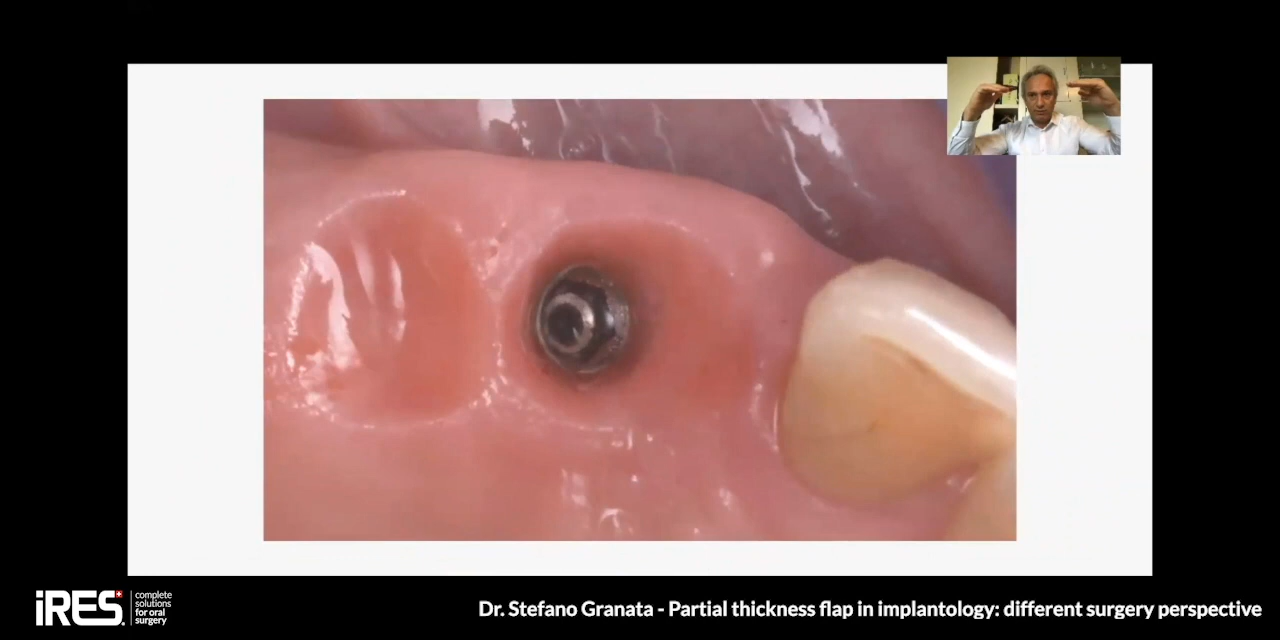 iRES.
complete
solutions
for oral
surgery
Dr. Stefano Granata - Partial thickness flap in implantology: different surgery perspective